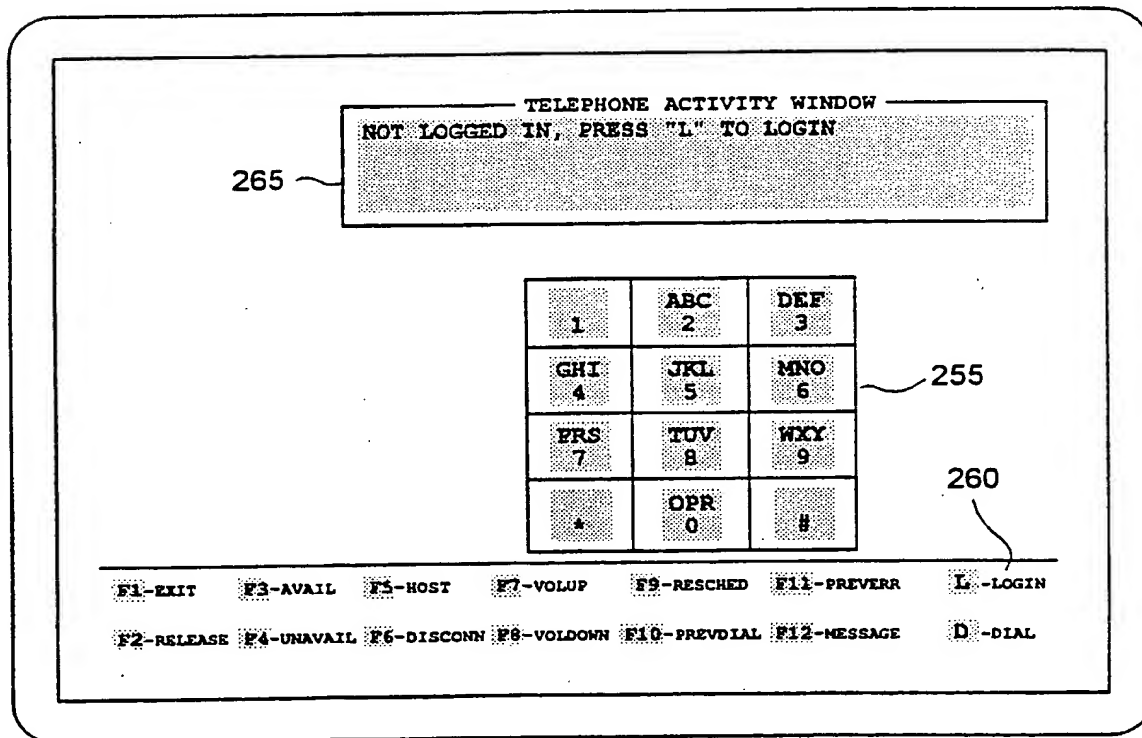 TELEPHONE ACTIVITY WINDOW
NOT LOGGED IN, PRESS "L" TO LOGIN
265
1 ABC 2 DEF 3
GHI 4 JKL 5 MNO 6
255
PRS 7 TUV 8 WXY 9
* OPR 0 #
260
F1-EXIT F3-AVAIL F5-HOST F7-VOLUP F9-RESCHED F11-PREVERR L-LOGIN
F2-RELEASE F4-UNAVAIL F6-DISCONN F8-VOLDOWN F10-PREVDIAL F12-MESSAGE D-DIAL